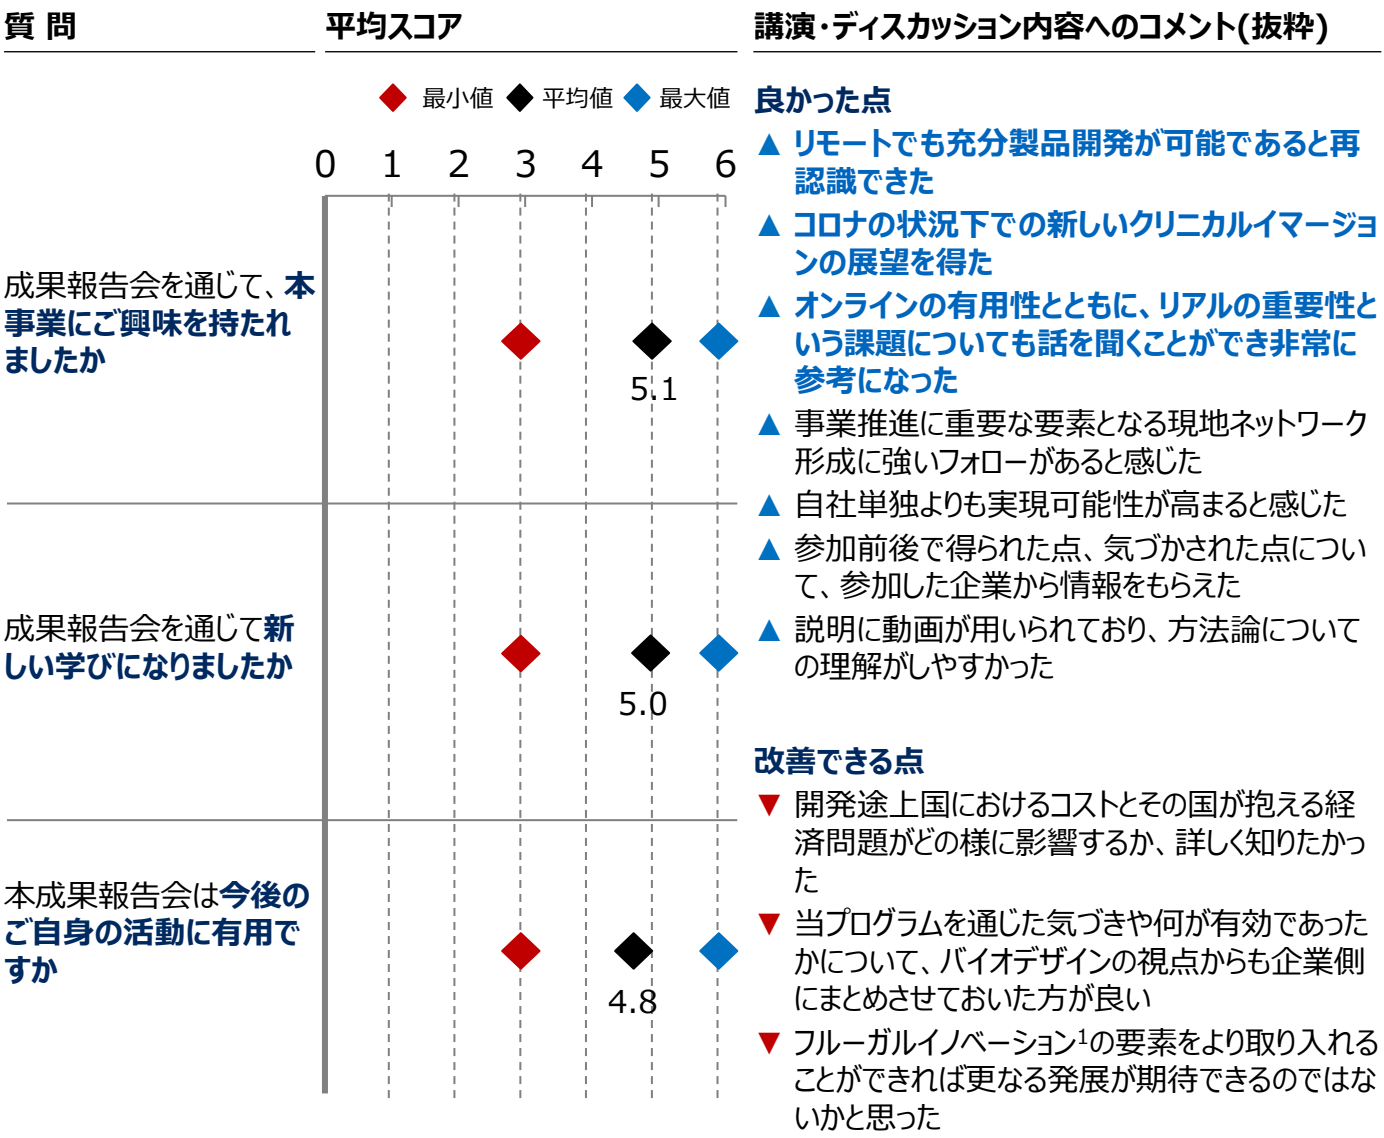 質 問
平均スコア
講演・ディスカッション内容へのコメント(抜粋)
最小値
平均値
最大値
0 1 2 3 4 5 6
成果報告会を通じて、本
事業にご興味を持たれ
ましたか
5.1
成果報告会を通じて新
しい学びになりましたか
5.0
本成果報告会は今後の
ご自身の活動に有用で
すか
4.8
良かった点
▲ リモートでも充分製品開発が可能であると再
認識できた
▲ コロナの状況下での新しいクリニカルイマージョ
ンの展望を得た
▲ オンラインの有用性とともに、リアルの重要性と
いう課題についても話を聞くことができ非常に
参考になった
▲ 事業推進に重要な要素となる現地ネットワーク
形成に強いフォローがあると感じた
▲ 自社単独よりも実現可能性が高まると感じた
▲ 参加前後で得られた点、気づかされた点につい
て、参加した企業から情報をもらえた
▲ 説明に動画が用いられており、方法論について
の理解がしやすかった
改善できる点
▼ 開発途上国におけるコストとその国が抱える経
済問題がどの様に影響するか、詳しく知りたかっ
た
▼ 当プログラムを通じた気づきや何が有効であった
かについて、バイオデザインの視点からも企業側
にまとめさせておいた方が良い
▼ フルーガルイノベーション¹の要素をより取り入れる
ことができれば更なる発展が期待できるのではな
いかと思った